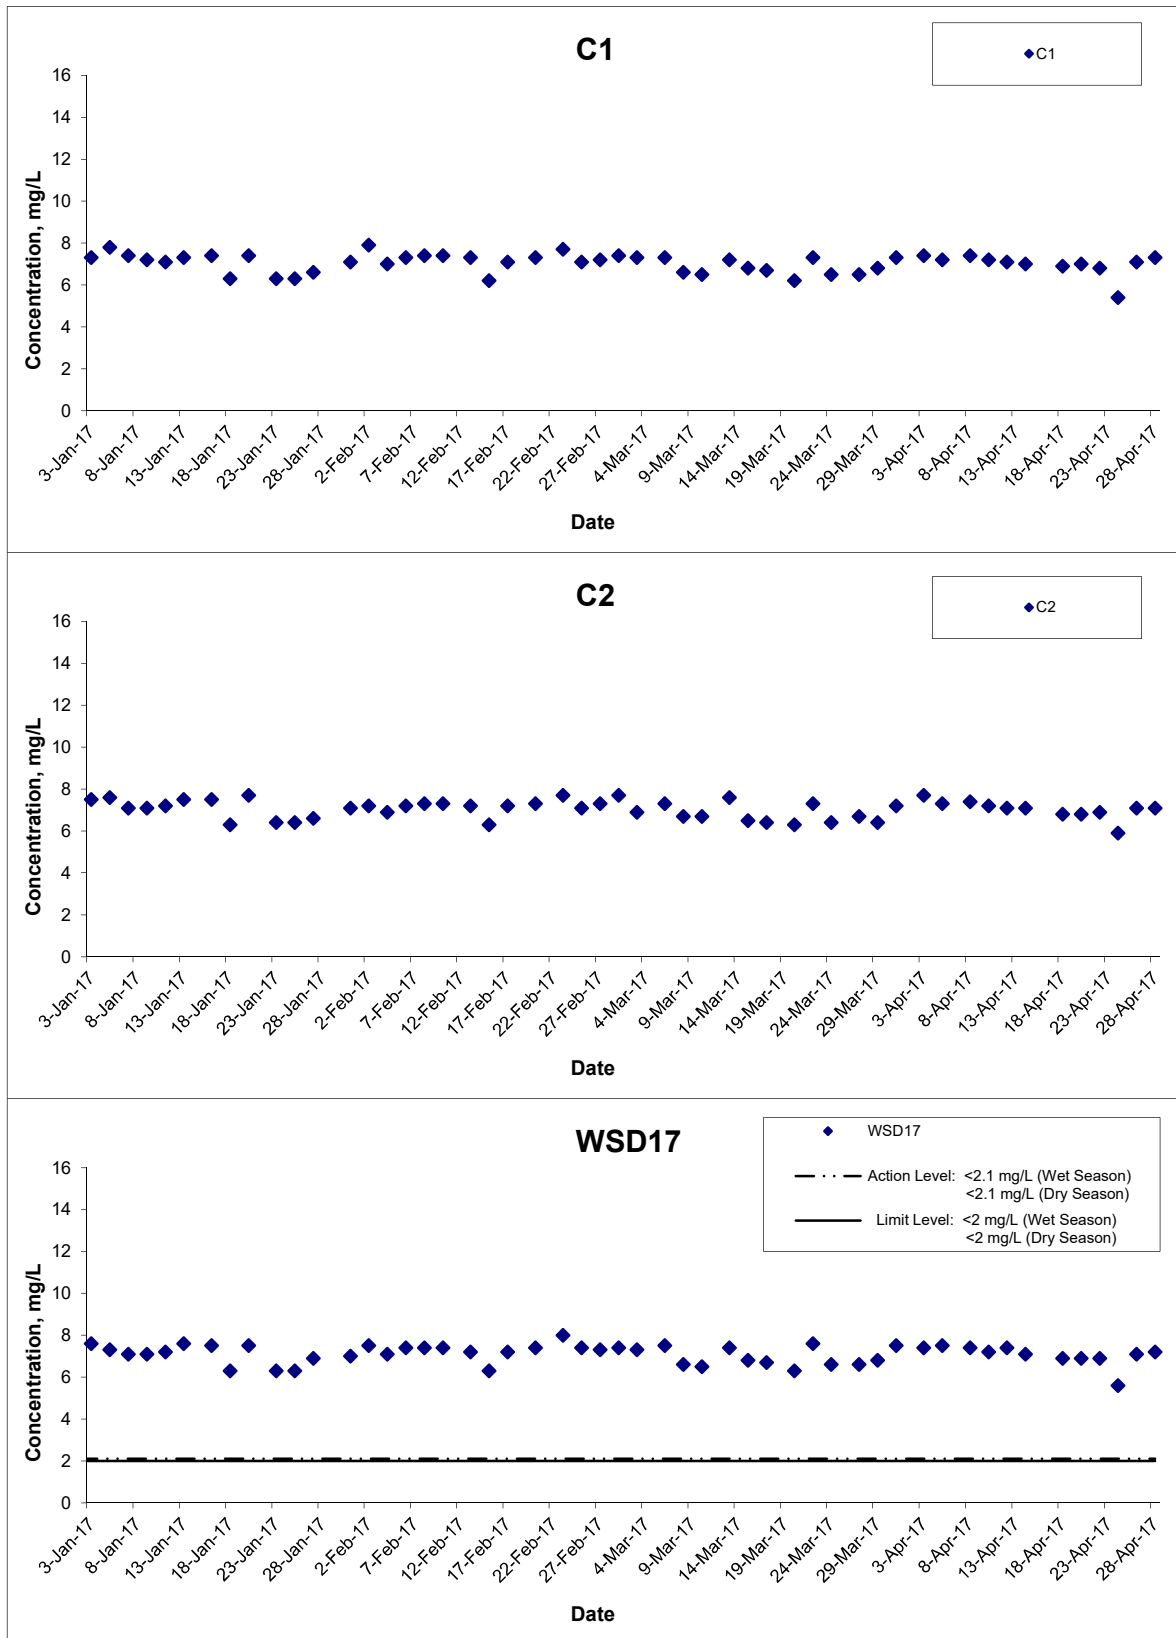 C1
C1
16
14
12
10
8
6
4
2
0
Concentration, mg/L
3-Jan-17
8-Jan-17
13-Jan-17
18-Jan-17
23-Jan-17
28-Jan-17
2-Feb-17
7-Feb-17
12-Feb-17
17-Feb-17
22-Feb-17
27-Feb-17
4-Mar-17
9-Mar-17
14-Mar-17
19-Mar-17
24-Mar-17
29-Mar-17
3-Apr-17
8-Apr-17
13-Apr-17
18-Apr-17
23-Apr-17
28-Apr-17
Date
C2
C2
16
14
12
10
8
6
4
2
0
Concentration, mg/L
3-Jan-17
8-Jan-17
13-Jan-17
18-Jan-17
23-Jan-17
28-Jan-17
2-Feb-17
7-Feb-17
12-Feb-17
17-Feb-17
22-Feb-17
27-Feb-17
4-Mar-17
9-Mar-17
14-Mar-17
19-Mar-17
24-Mar-17
29-Mar-17
3-Apr-17
8-Apr-17
13-Apr-17
18-Apr-17
23-Apr-17
28-Apr-17
Date
WSD17
WSD17
Action Level: <2.1 mg/L (Wet Season)
<2.1 mg/L (Dry Season)
Limit Level: <2 mg/L (Wet Season)
<2 mg/L (Dry Season)
16
14
12
10
8
6
4
2
0
Concentration, mg/L
3-Jan-17
8-Jan-17
13-Jan-17
18-Jan-17
23-Jan-17
28-Jan-17
2-Feb-17
7-Feb-17
12-Feb-17
17-Feb-17
22-Feb-17
27-Feb-17
4-Mar-17
9-Mar-17
14-Mar-17
19-Mar-17
24-Mar-17
29-Mar-17
3-Apr-17
8-Apr-17
13-Apr-17
18-Apr-17
23-Apr-17
28-Apr-17
Date